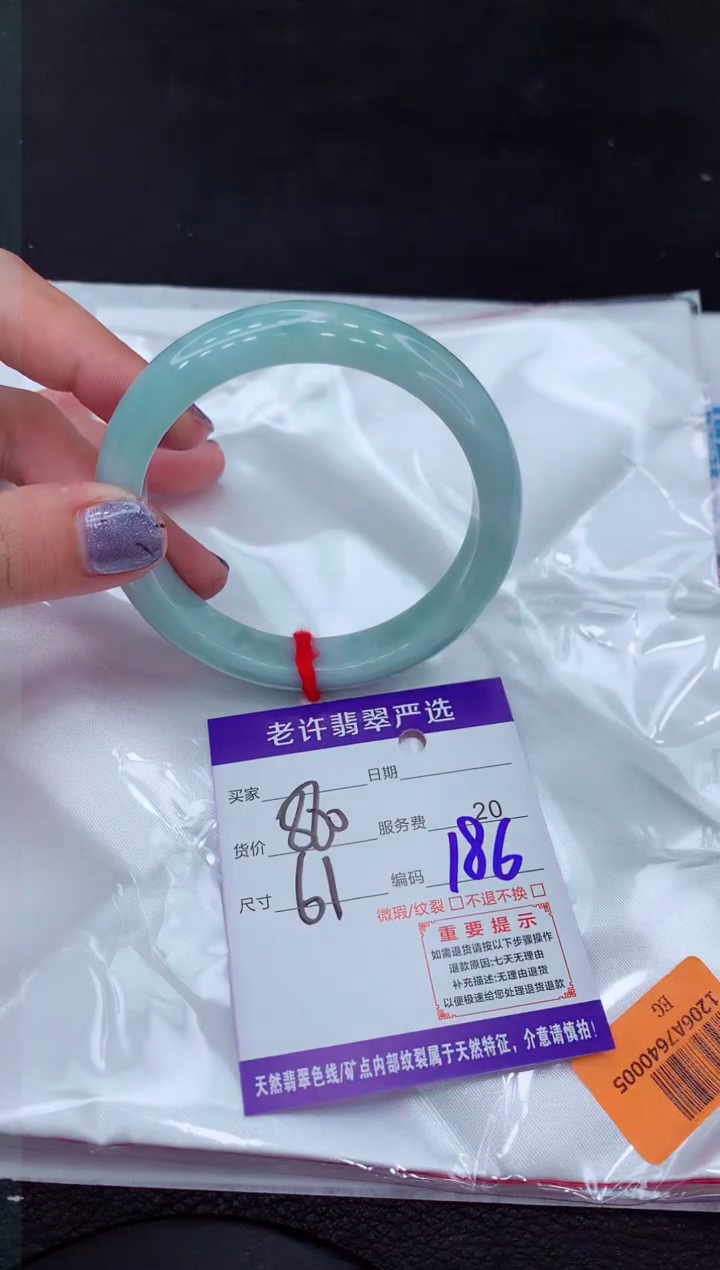 老许翡翠严选
买家 日期
货价 880 服务费 20
尺寸 61 编码 186
微瑕/纹裂 □ 不退不换 □
重要提示
如需退货请按以下步骤操作
退款原因:七天无理由
补充描述:无理由退货
以便极速给您处理退货退款
天然翡翠色线/矿点内部纹裂属于天然特征，介意请慎拍！
EG
1206A7640005